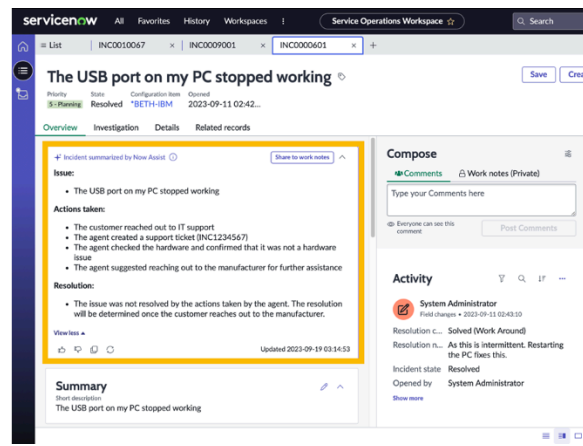 servicenow All Favorites History Workspaces Service Operations Workspace Search
List INC0010067 × INC0009001 × INC0000601 × +
The USB port on my PC stopped working
Save Crea
Priority State Configuration item Opened
5 - Planning Resolved *BETH-IBM 2023-09-11 02:42...
Overview Investigation Details Related records
Incident summarized by Now Assist
Share to work notes
Issue:
• The USB port on my PC stopped working
Actions taken:
• The customer reached out to IT support
• The agent created a support ticket (INC1234567)
• The agent checked the hardware and confirmed that it was not a hardware
issue
• The agent suggested reaching out to the manufacturer for further assistance
Resolution:
• The issue was not resolved by the actions taken by the agent. The resolution
will be determined once the customer reaches out to the manufacturer.
View less
Updated 2023-09-19 03:14:53
Summary
Short description
The USB port on my PC stopped working
Compose
Comments Work notes (Private)
Type your Comments here
Everyone can see this
comment
Post Comments
Activity
System Administrator
Field changes • 2023-09-11 02:43:10
Resolution c... Solved (Work Around)
Resolution n... As this is intermittent. Restarting
the PC fixes this.
Incident state Resolved
Opened by System Administrator
Show more